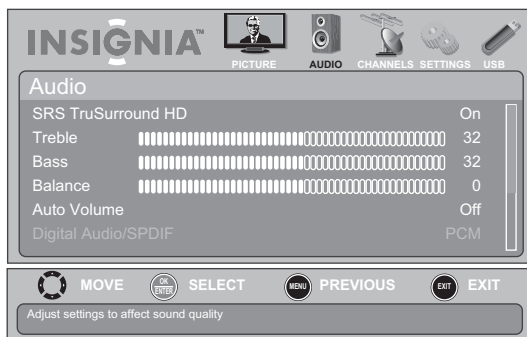 INSIGNIA™
PICTURE AUDIO CHANNELS SETTINGS USB
Audio
SRS TruSurround HD On
Treble 32
Bass 32
Balance 0
Auto Volume Off
Digital Audio/SPDIF PCM
MOVE OK ENTER SELECT MENU PREVIOUS EXIT EXIT
Adjust settings to affect sound quality